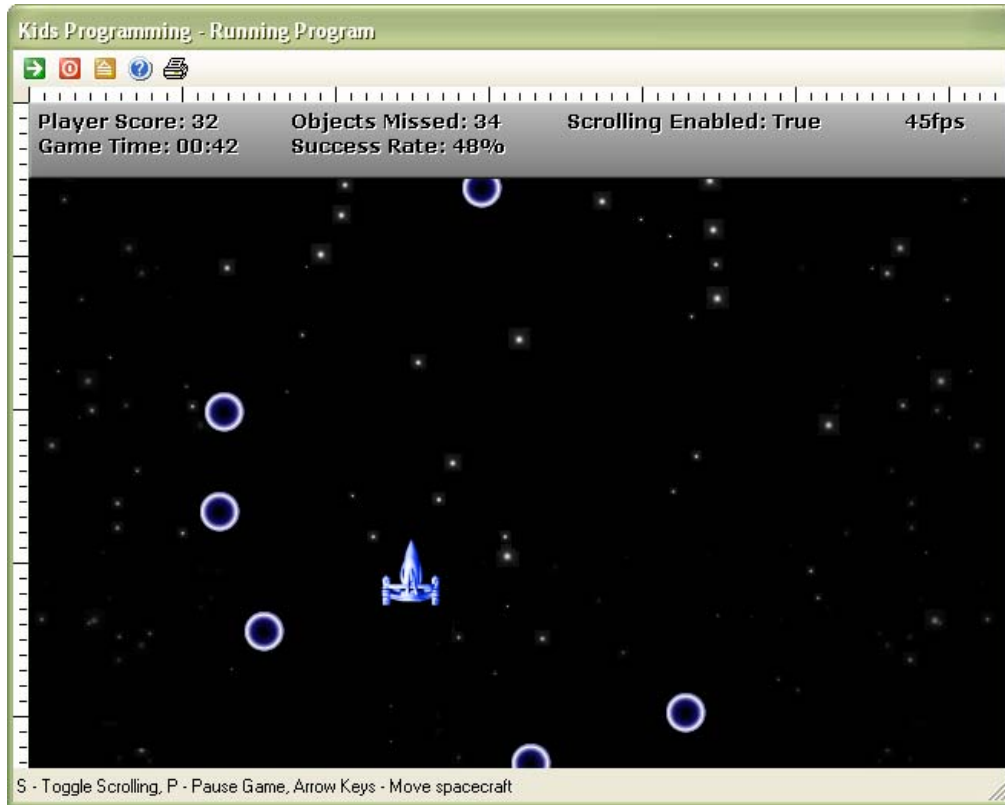 Kids Programming - Running Program
Player Score: 32 Objects Missed: 34 Scrolling Enabled: True 45fps
Game Time: 00:42 Success Rate: 48%
S - Toggle Scrolling, P - Pause Game, Arrow Keys - Move spacecraft